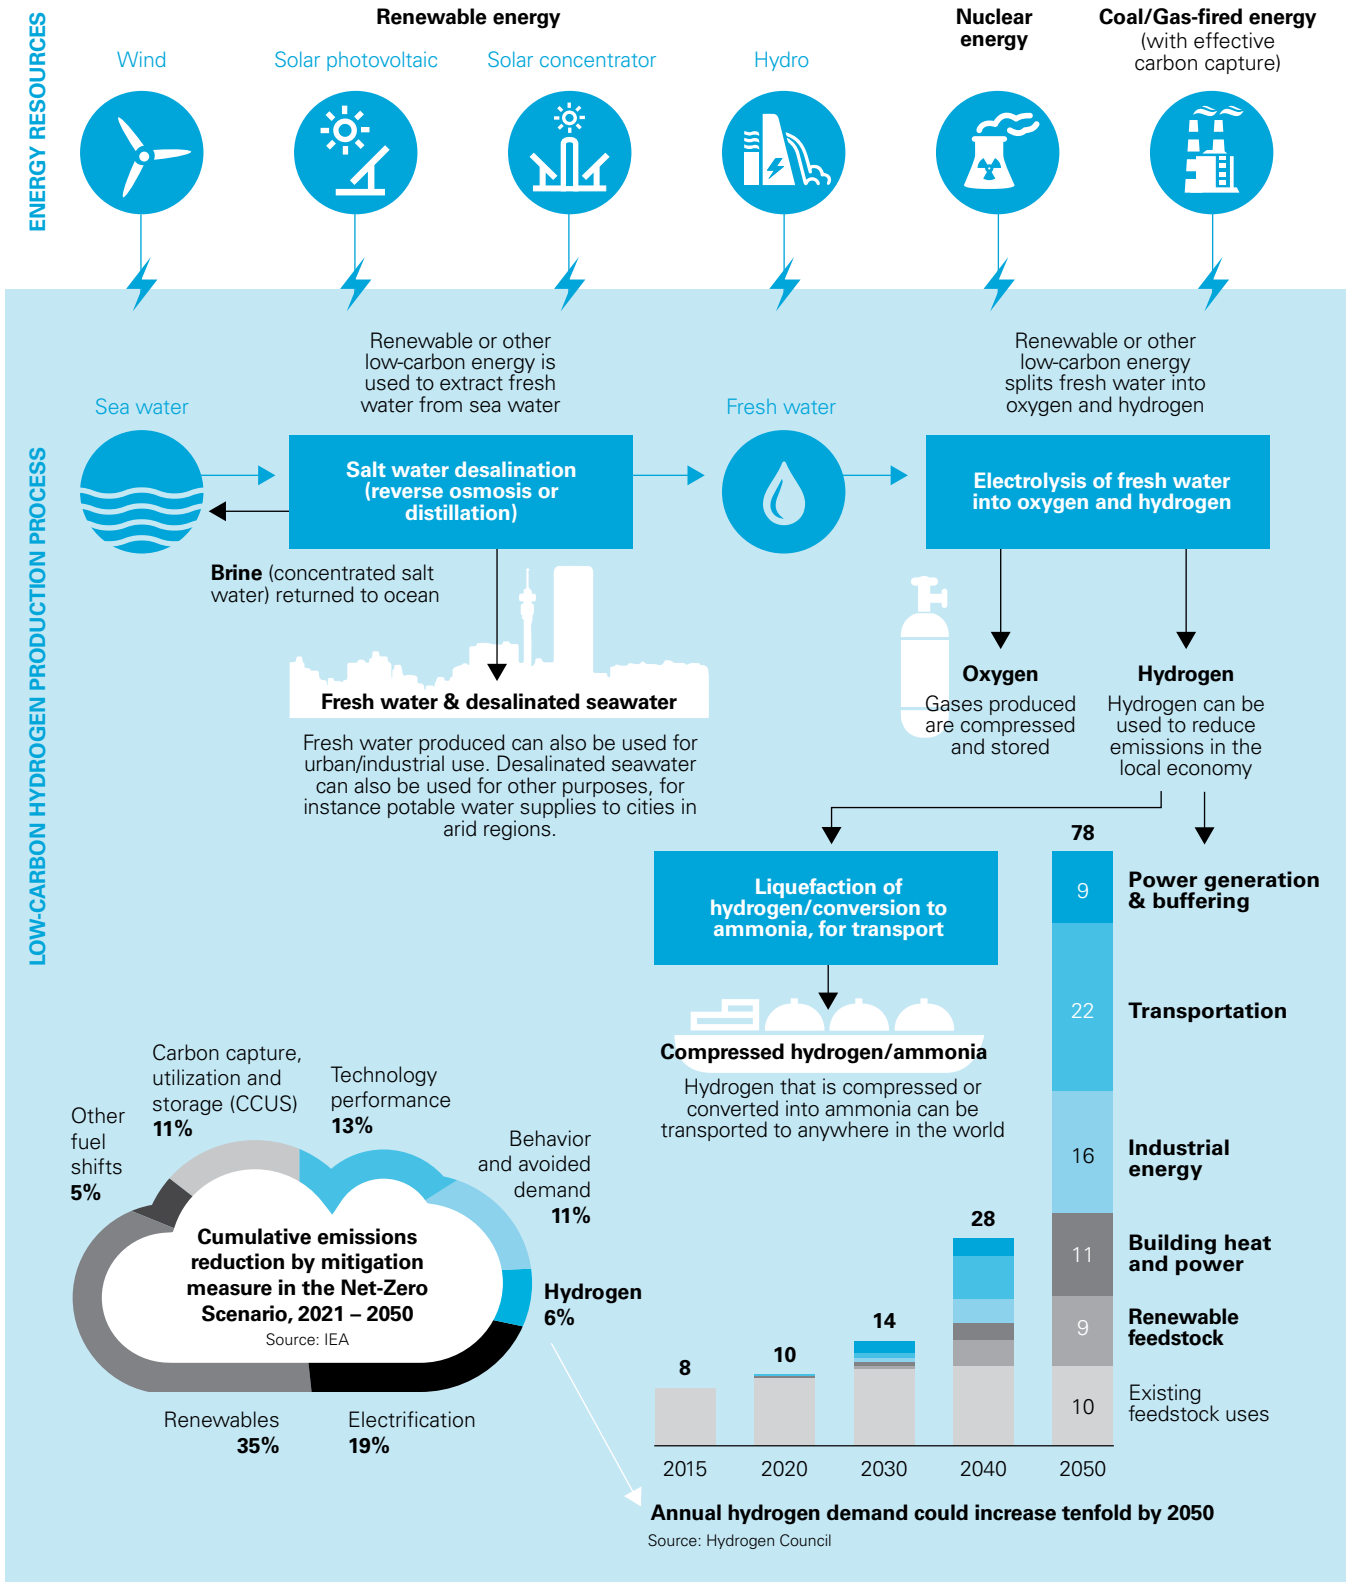 ENERGY RESOURCES
Renewable energy
Nuclear
energy
Coal/Gas-fired energy
(with effective
carbon capture)
Wind
Solar photovoltaic
Solar concentrator
Hydro
LOW-CARBON HYDROGEN PRODUCTION PROCESS
Renewable or other
low-carbon energy is
used to extract fresh
water from sea water
Renewable or other
low-carbon energy
splits fresh water into
oxygen and hydrogen
Sea water
Fresh water
Salt water desalination
(reverse osmosis or
distillation)
Electrolysis of fresh water
into oxygen and hydrogen
Brine (concentrated salt
water) returned to ocean
Fresh water & desalinated seawater
Fresh water produced can also be used for
urban/industrial use. Desalinated seawater
can also be used for other purposes, for
instance potable water supplies to cities in
arid regions.
Oxygen
Gases produced
are compressed
and stored
Hydrogen
Hydrogen can be
used to reduce
emissions in the
local economy
Liquefaction of
hydrogen/conversion to
ammonia, for transport
Compressed hydrogen/ammonia
Hydrogen that is compressed or
converted into ammonia can be
transported to anywhere in the world
Other
fuel
shifts
5%
Carbon capture,
utilization and
storage (CCUS)
11%
Technology
performance
13%
Behavior
and avoided
demand
11%
Hydrogen
6%
Cumulative emissions
reduction by mitigation
measure in the Net-Zero
Scenario, 2021 – 2050
Source: IEA
Renewables
35%
Electrification
19%
78
9
Power generation
& buffering
22
Transportation
16
Industrial
energy
11
Building heat
and power
9
Renewable
feedstock
10
Existing
feedstock uses
8
10
14
28
2015
2020
2030
2040
2050
Annual hydrogen demand could increase tenfold by 2050
Source: Hydrogen Council